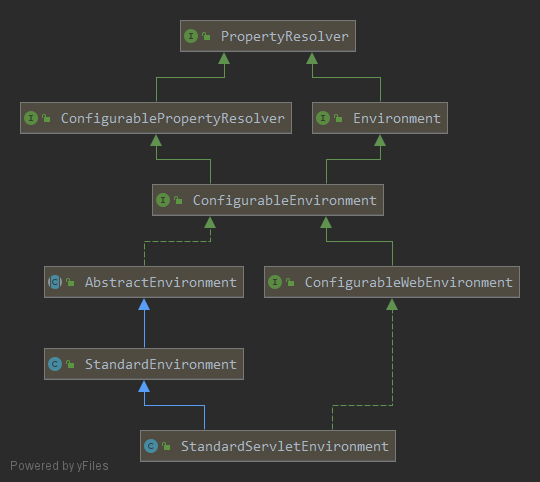 PropertyResolver
ConfigurablePropertyResolver
Environment
ConfigurableEnvironment
AbstractEnvironment
ConfigurableWebEnvironment
StandardEnvironment
StandardServletEnvironment
Powered by yFiles